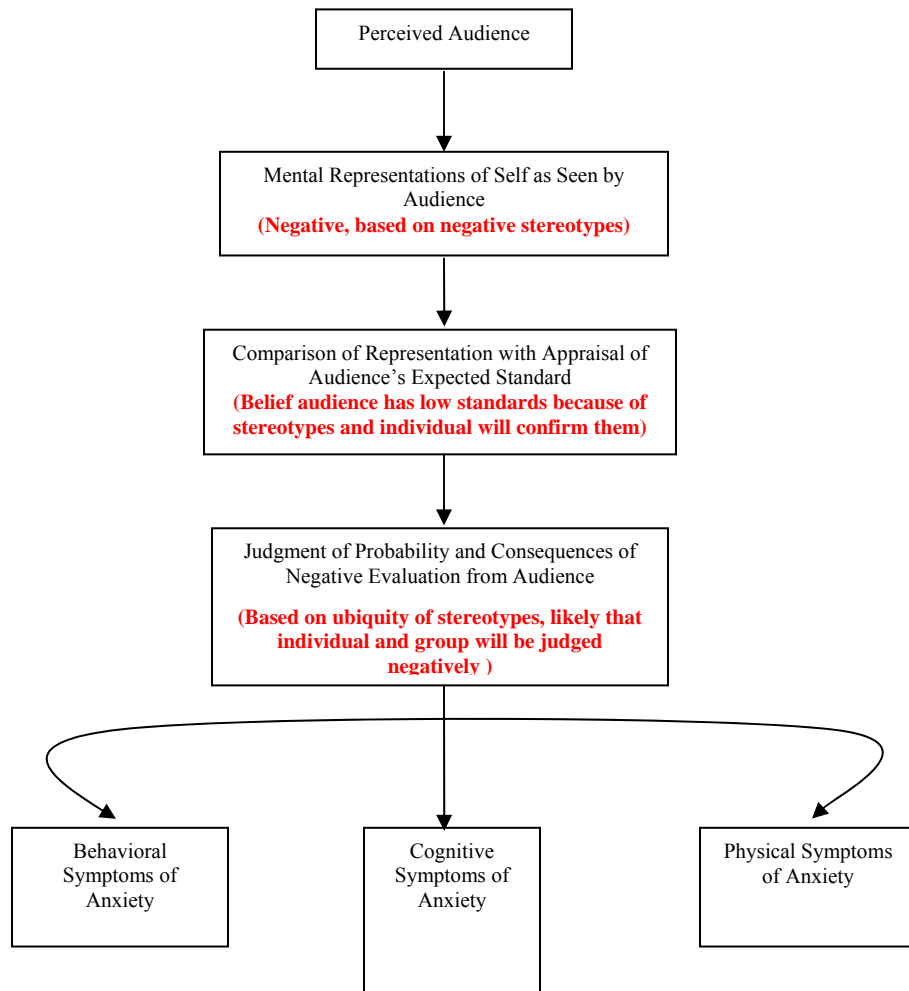 Perceived Audience
Mental Representations of Self as Seen by
Audience
(Negative, based on negative stereotypes)
Comparison of Representation with Appraisal of
Audience’s Expected Standard
(Belief audience has low standards because of
stereotypes and individual will confirm them)
Judgment of Probability and Consequences of
Negative Evaluation from Audience
(Based on ubiquity of stereotypes, likely that
individual and group will be judged
negatively )
Behavioral
Symptoms of
Anxiety
Cognitive
Symptoms of
Anxiety
Physical Symptoms
of Anxiety